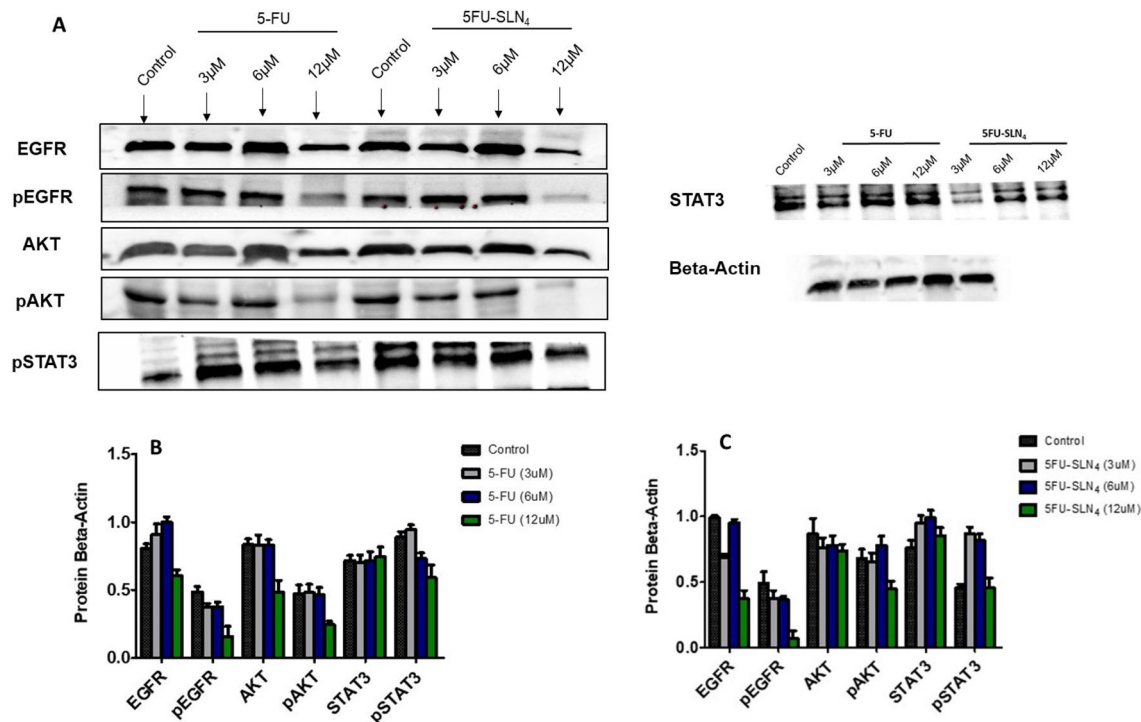 A
5-FU
5FU-SLN₄
Control
3µM
6µM
12µM
Control
3µM
6µM
12µM
EGFR
pEGFR
AKT
pAKT
pSTAT3
5-FU
5FU-SLN₄
Control
3µM
6µM
12µM
3µM
6µM
12µM
STAT3
Beta-Actin
B
Protein Beta-Actin
1.5
1.0
0.5
0.0
EGFR
pEGFR
AKT
pAKT
STAT3
pSTAT3
Control
5-FU (3uM)
5-FU (6uM)
5-FU (12uM)
C
Protein Beta-Actin
1.5
1.0
0.5
0.0
EGFR
pEGFR
AKT
pAKT
STAT3
pSTAT3
Control
5FU-SLN₄ (3uM)
5FU-SLN₄ (6uM)
5FU-SLN₄ (12uM)